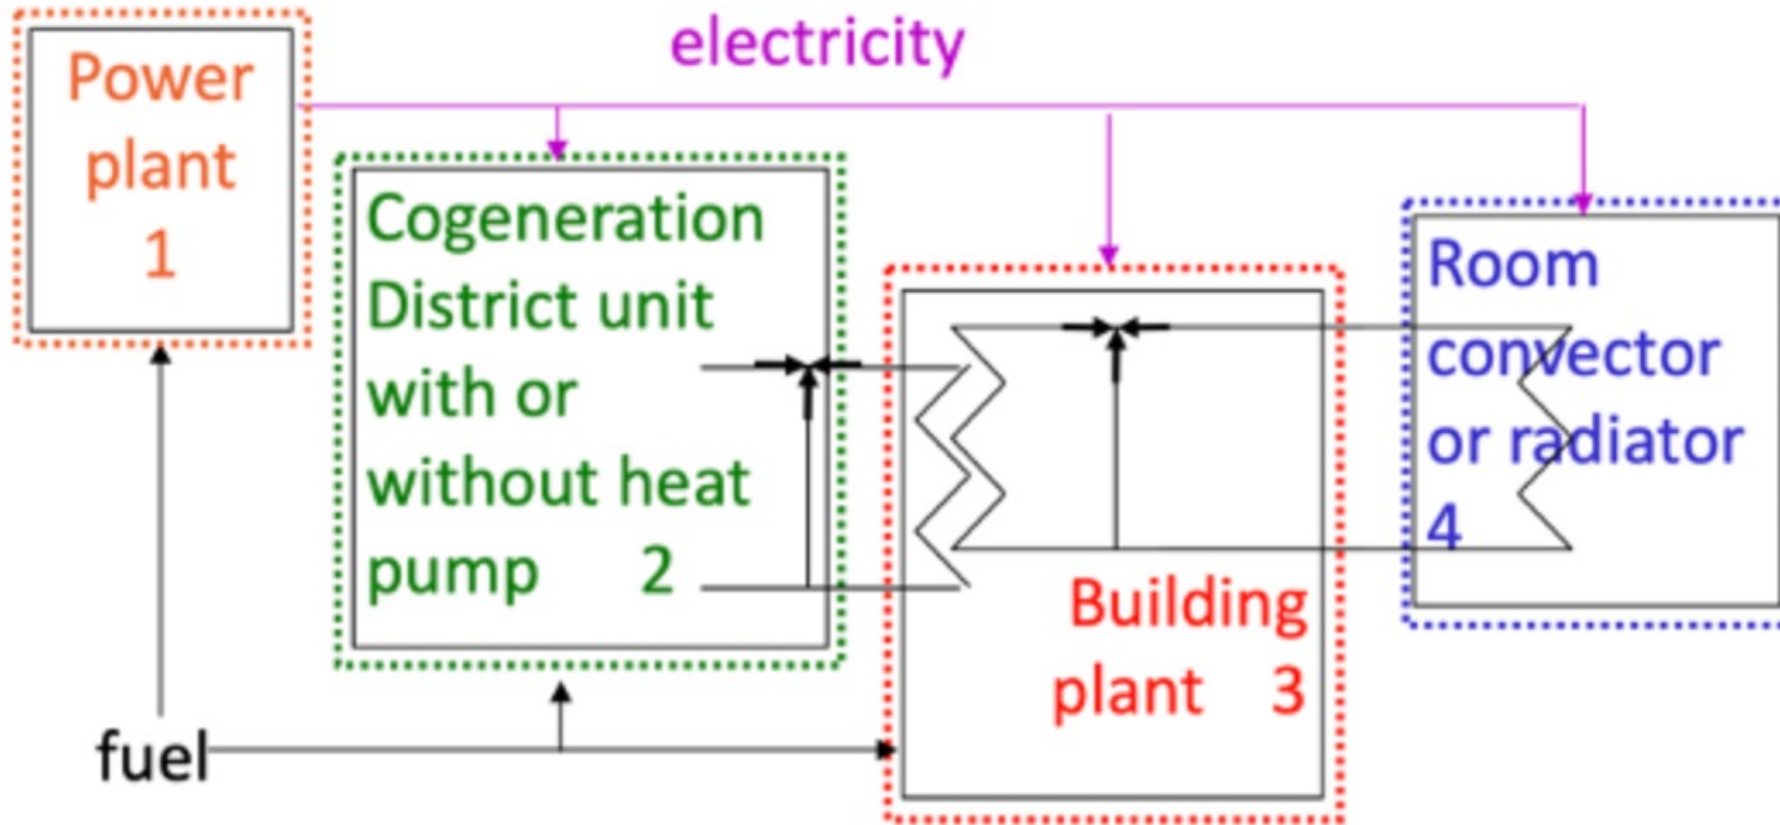 electricity
Power
plant
1
Cogeneration
District unit
with or
without heat
pump 2
Building
plant 3
Room
convector
or radiator
4
fuel